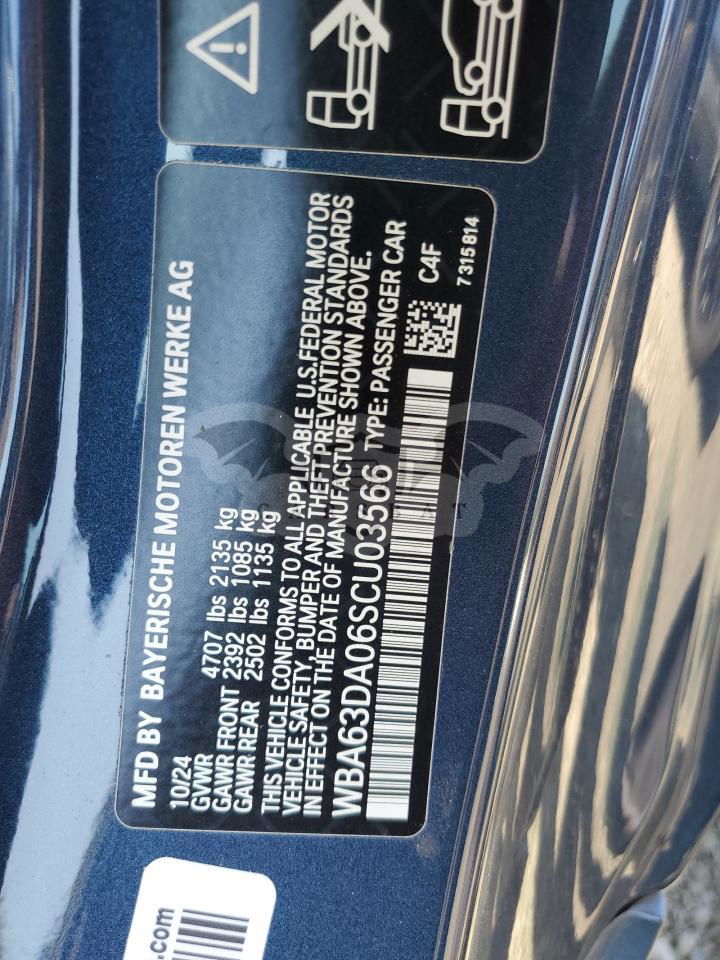 MFD BY BAYERISCHE MOTOREN WERKE AG
10/24
GVWR 4707 lbs 2135 kg
GAWR FRONT 2392 lbs 1085 kg
GAWR REAR 2502 lbs 1135 kg
THIS VEHICLE CONFORMS TO ALL APPLICABLE U.S.FEDERAL MOTOR
VEHICLE SAFETY, BUMPER AND THEFT PREVENTION STANDARDS
IN EFFECT ON THE DATE OF MANUFACTURE SHOWN ABOVE.
WBA63DA06SCU03566 TYPE: PASSENGER CAR
C4F
7315814
.com